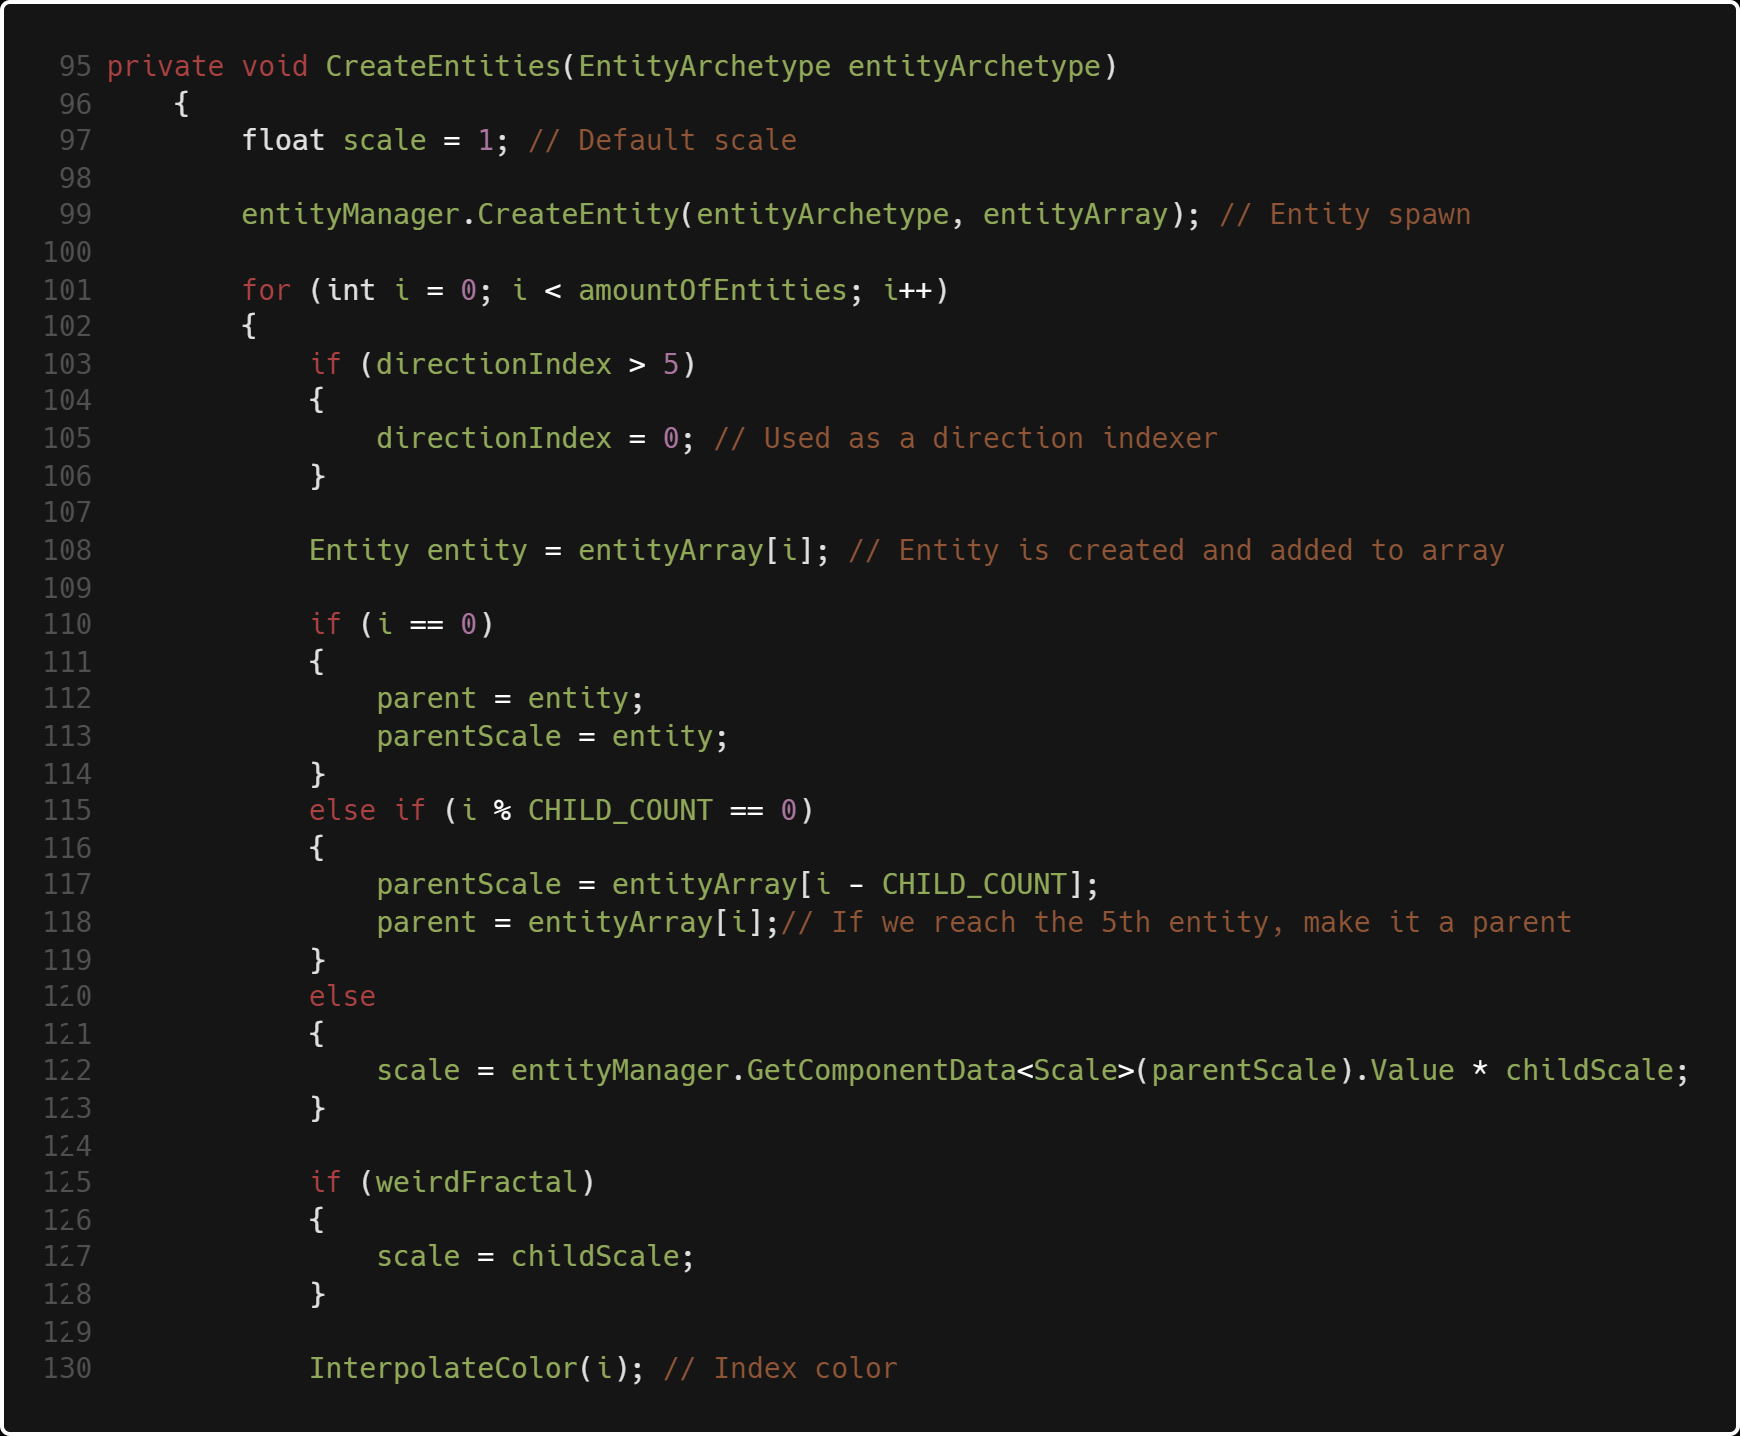 95 private void CreateEntities(EntityArchetype entityArchetype)
96     {
97         float scale = 1; // Default scale
98
99         entityManager.CreateEntity(entityArchetype, entityArray); // Entity spawn
100
101         for (int i = 0; i < amountOfEntities; i++)
102         {
103             if (directionIndex > 5)
104             {
105                 directionIndex = 0; // Used as a direction indexer
106             }
107
108             Entity entity = entityArray[i]; // Entity is created and added to array
109
110             if (i == 0)
111             {
112                 parent = entity;
113                 parentScale = entity;
114             }
115             else if (i % CHILD_COUNT == 0)
116             {
117                 parentScale = entityArray[i - CHILD_COUNT];
118                 parent = entityArray[i];// If we reach the 5th entity, make it a parent
119             }
120             else
121             {
122                 scale = entityManager.GetComponentData<Scale>(parentScale).Value * childScale;
123             }
124
125             if (weirdFractal)
126             {
127                 scale = childScale;
128             }
129
130             InterpolateColor(i); // Index color